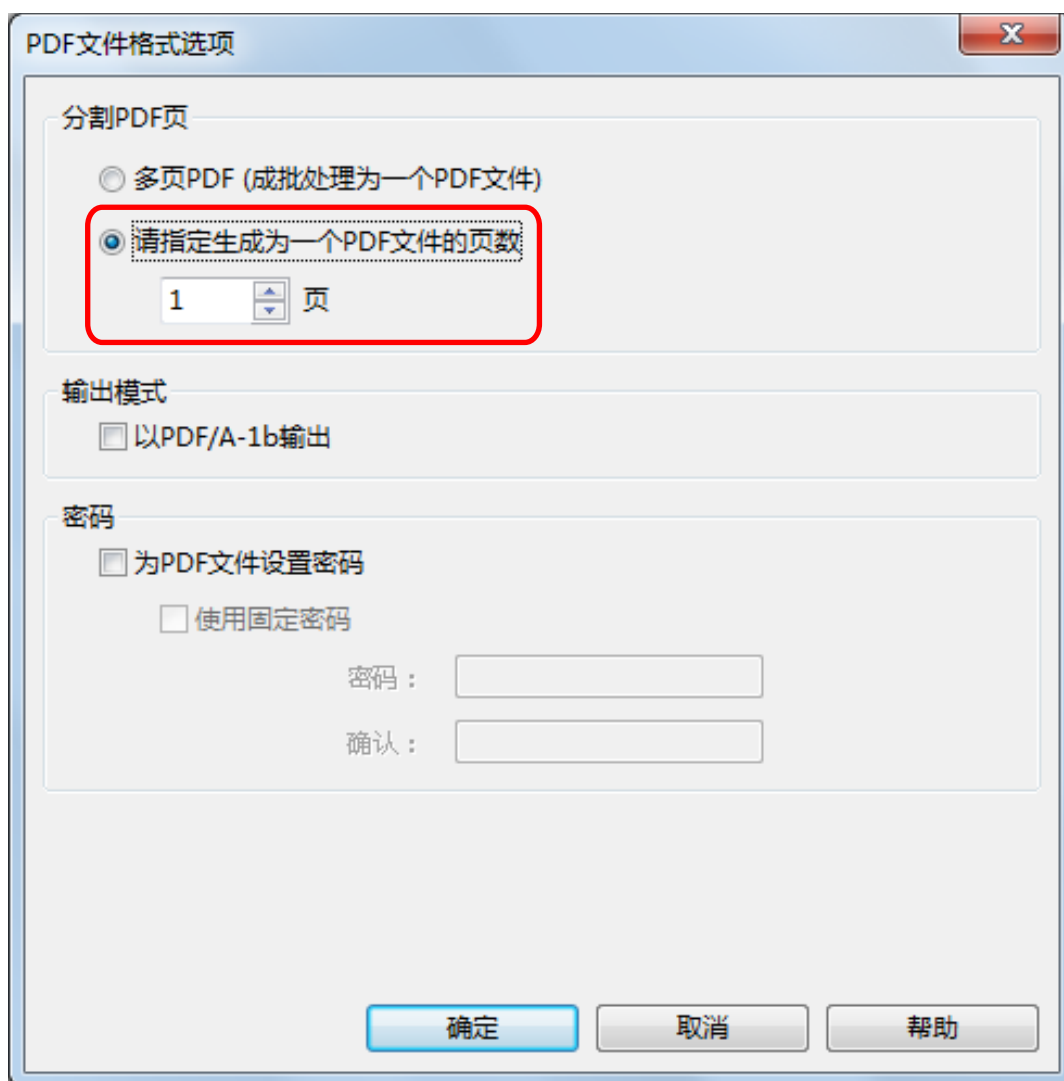 PDF文件格式选项
分割PDF页
多页PDF (成批处理为一个PDF文件)
请指定生成为一个PDF文件的页数
1 页
输出模式
以PDF/A-1b输出
密码
为PDF文件设置密码
使用固定密码
密码：
确认：
确定 取消 帮助